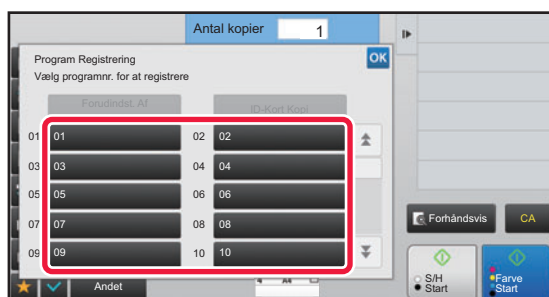 Antal kopier 1
Program Registrering OK
Vælg programnr. for at registrere
Forudindst. Af ID-Kort Kopi
01 01 02 02
03 03 04 04
05 05 06 06
07 07 08 08
09 09 10 10
Forhåndsvis CA
Andet
A4
S/H Start
Farve Start